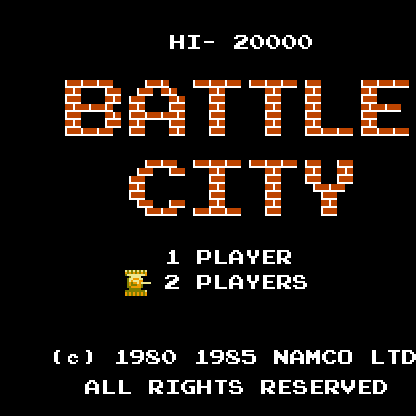 HI- 20000
BATTLE
CITY
1 PLAYER
2 PLAYERS
(c) 1980 1985 NAMCO LTD
ALL RIGHTS RESERVED